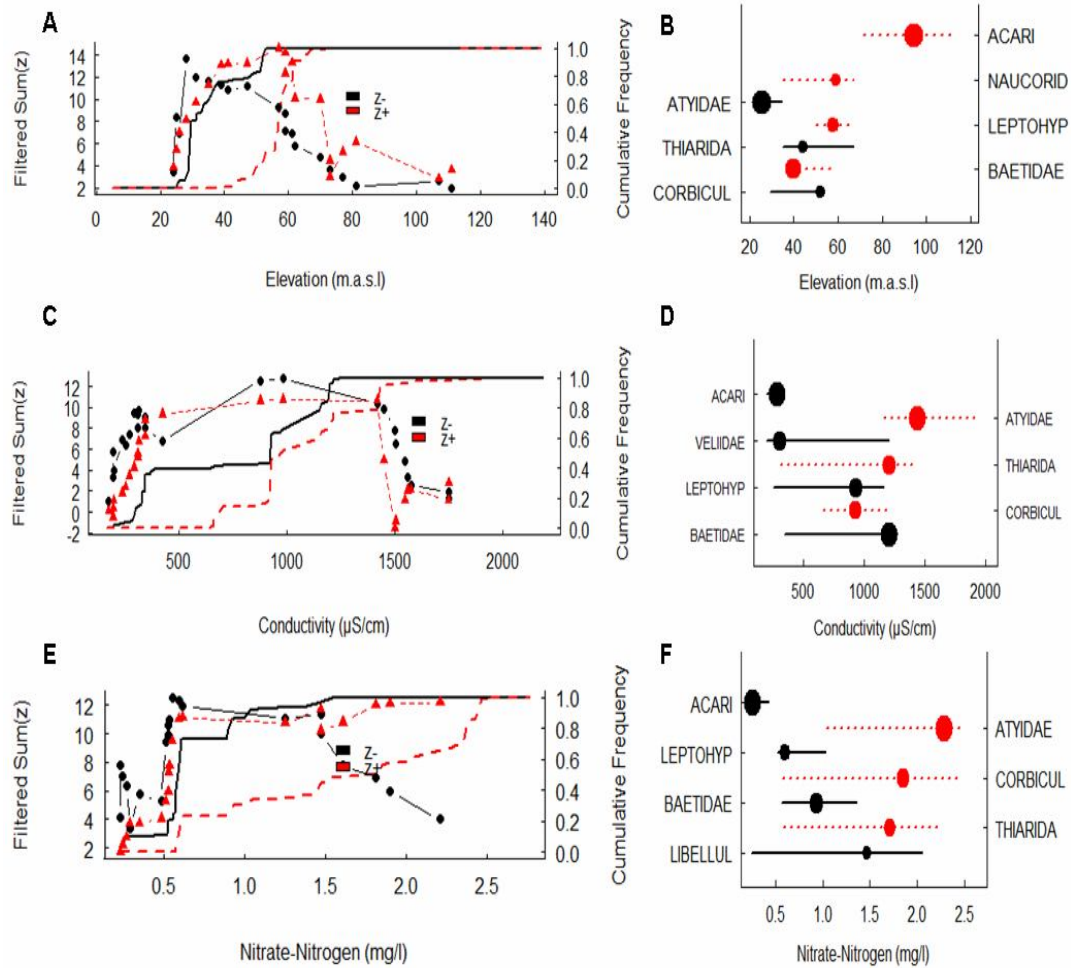 A
Filtered Sum(z)
14
12
10
8
6
4
2
0 20 40 60 80 100 120 140
Elevation (m.a.s.l)
1.0
0.8
0.6
0.4
0.2
0.0
Cumulative Frequency
Z-
Z+
B
ATYIDAE
THIARIDA
CORBICUL
ACARI
NAUCORID
LEPTOHYP
BAETIDAE
20 40 60 80 100 120
Elevation (m.a.s.l)
C
Filtered Sum(z)
12
10
8
6
4
2
0
-2
500 1000 1500 2000
Conductivity (µS/cm)
1.0
0.8
0.6
0.4
0.2
0.0
Cumulative Frequency
Z-
Z+
D
ACARI
VELIIDAE
LEPTOHYP
BAETIDAE
ATYIDAE
THIARIDA
CORBICUL
500 1000 1500 2000
Conductivity (µS/cm)
E
Filtered Sum(z)
12
10
8
6
4
2
0.5 1.0 1.5 2.0 2.5
Nitrate-Nitrogen (mg/l)
1.0
0.8
0.6
0.4
0.2
0.0
Cumulative Frequency
Z-
Z+
F
ACARI
LEPTOHYP
BAETIDAE
LIBELLUL
ATYIDAE
CORBICUL
THIARIDA
0.5 1.0 1.5 2.0 2.5
Nitrate-Nitrogen (mg/l)